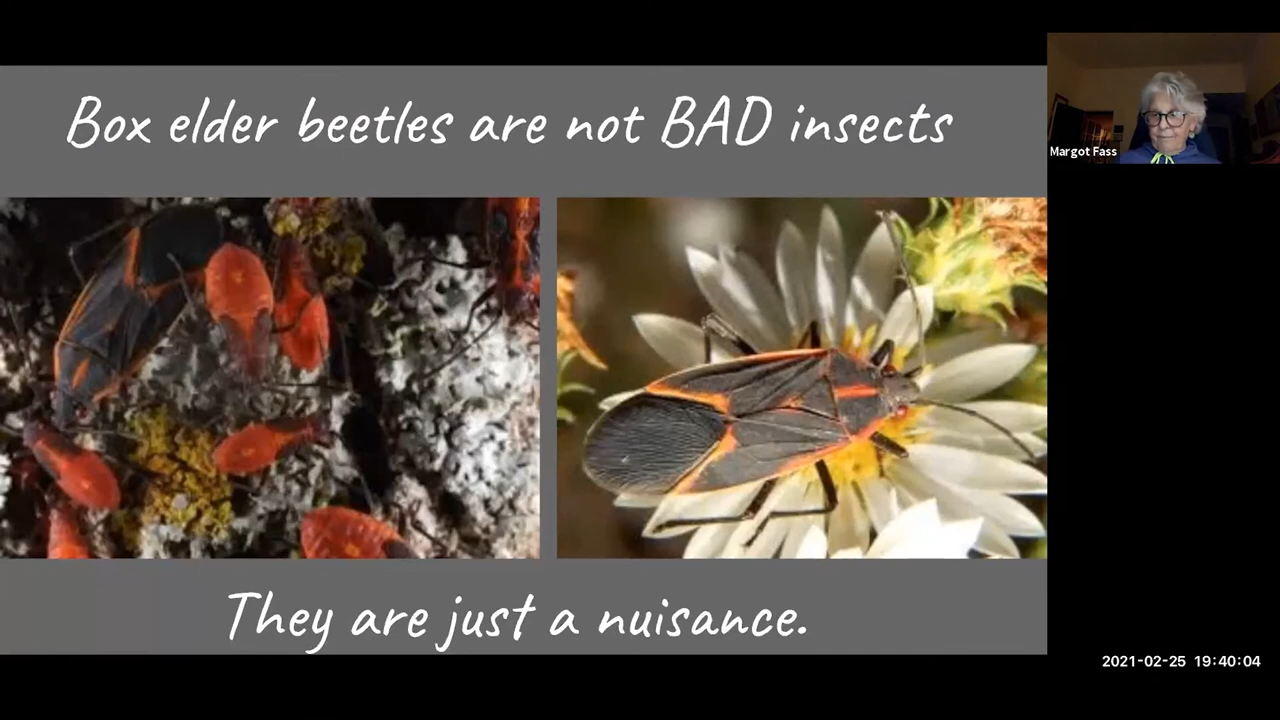 Box elder beetles are not BAD insects
Margot Fass
They are just a nuisance.
2021-02-25 19:40:04